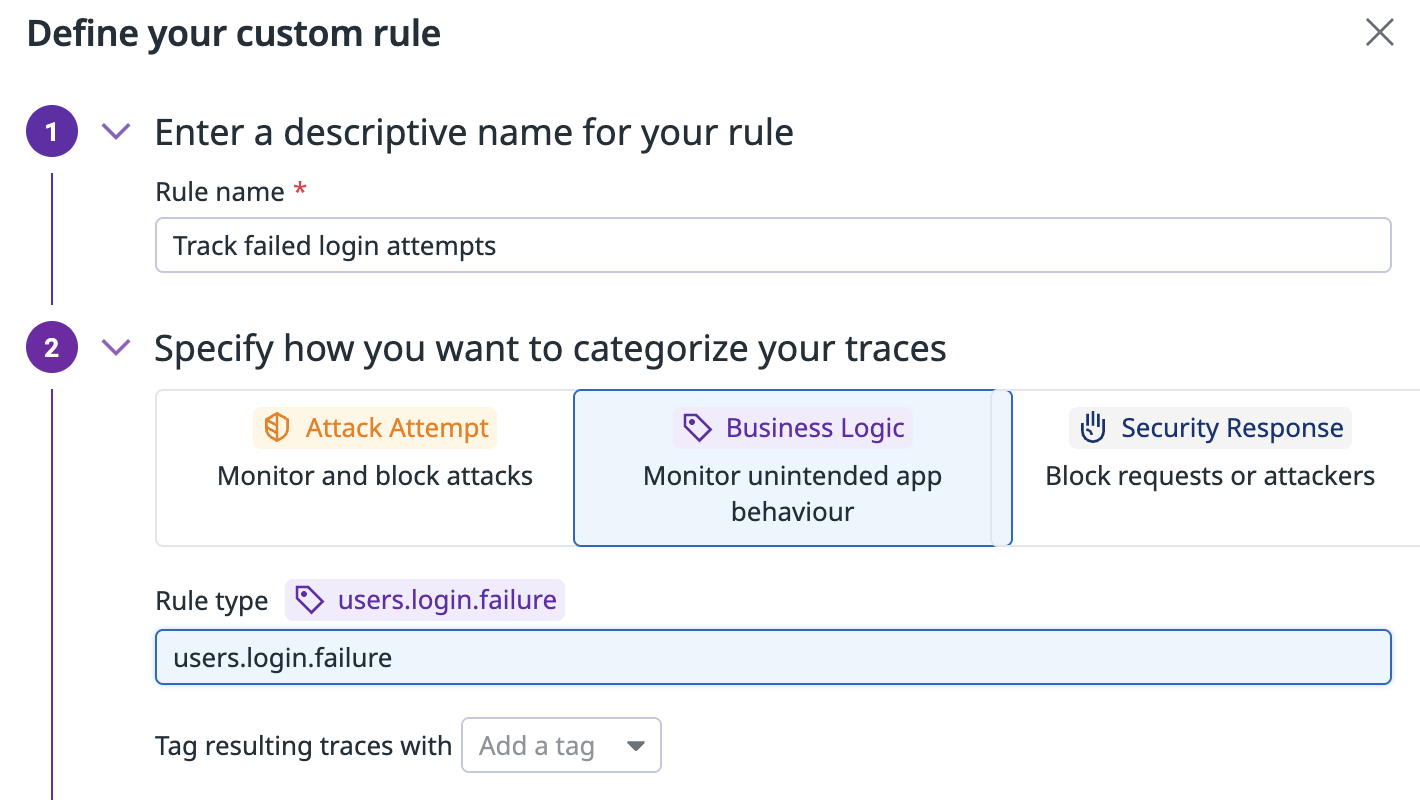 Define your custom rule
1
Enter a descriptive name for your rule
Rule name *
Track failed login attempts
2
Specify how you want to categorize your traces
Attack Attempt
Monitor and block attacks
Business Logic
Monitor unintended app
behaviour
Security Response
Block requests or attackers
Rule type users.login.failure
users.login.failure
Tag resulting traces with Add a tag